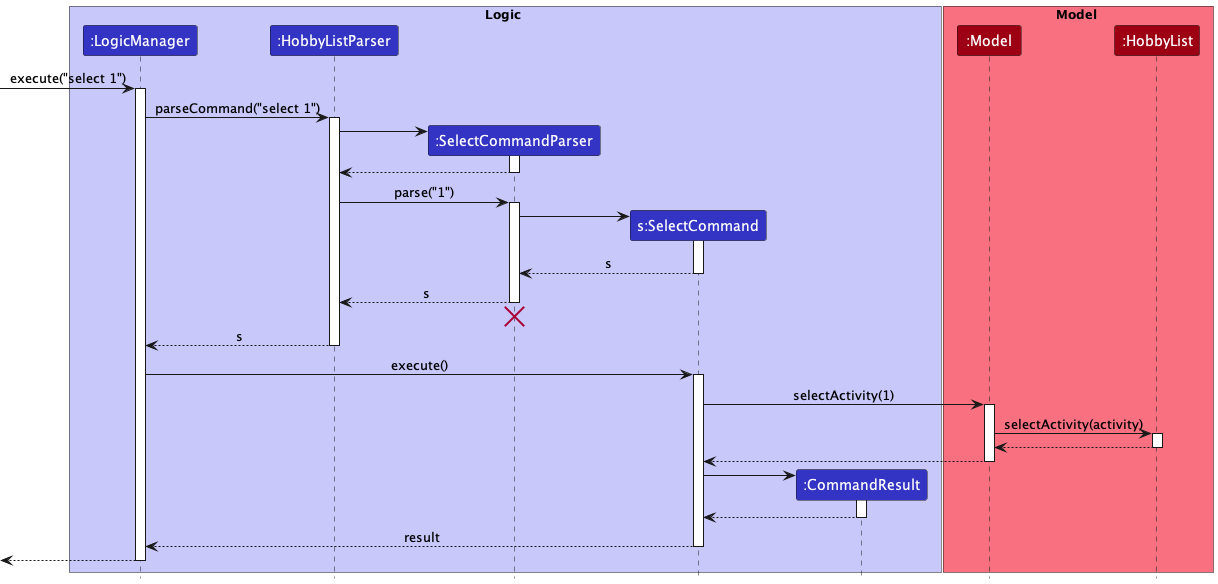 Logic
Model
:LogicManager
:HobbyListParser
:Model
:HobbyList
execute("select 1")
parseCommand("select 1")
:SelectCommandParser
parse("1")
s:SelectCommand
s
s
s
execute()
selectActivity(1)
selectActivity(activity)
:CommandResult
result